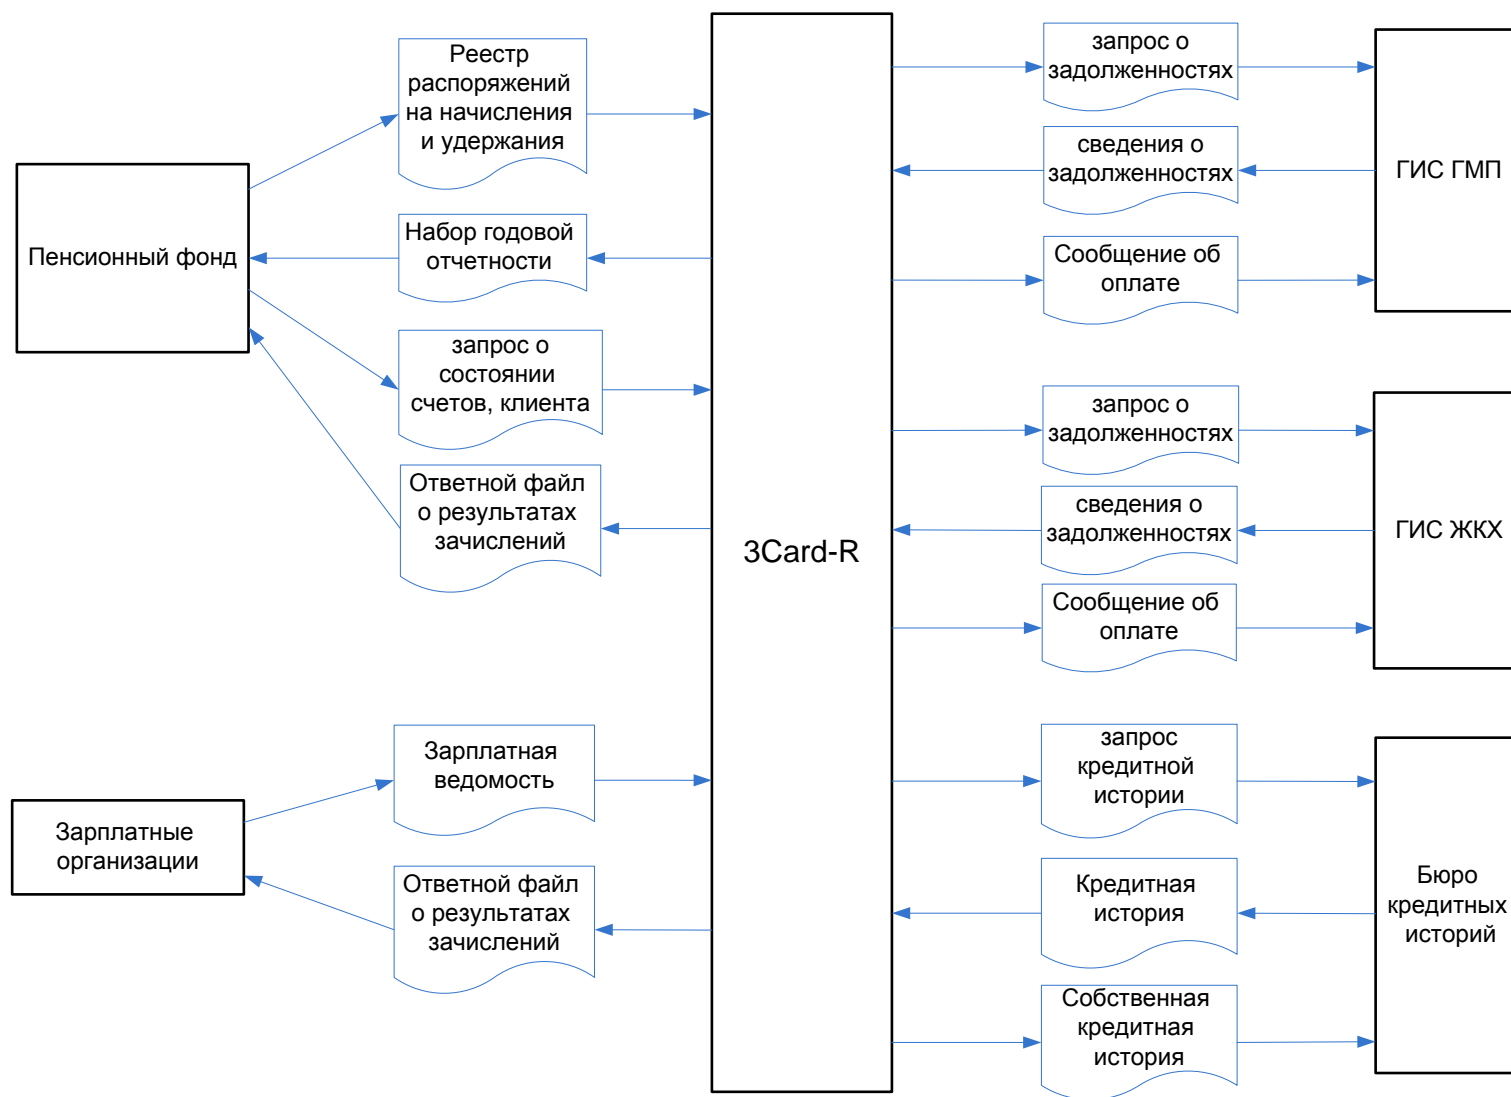 Реестр
распоряжений
на начисления
и удержания
Пенсионный фонд
Набор годовой
отчетности
запрос о
состоянии
счетов, клиента
Ответной файл
о результатах
зачислений
Зарплатная
ведомость
Зарплатные
организации
Ответной файл
о результатах
зачислений
3Card-R
запрос о
задолженностях
сведения о
задолженностях
Сообщение об
оплате
ГИС ГМП
запрос о
задолженностях
сведения о
задолженностях
Сообщение об
оплате
ГИС ЖКХ
запрос
кредитной
истории
Кредитная
история
Собственная
кредитная
история
Бюро
кредитных
историй